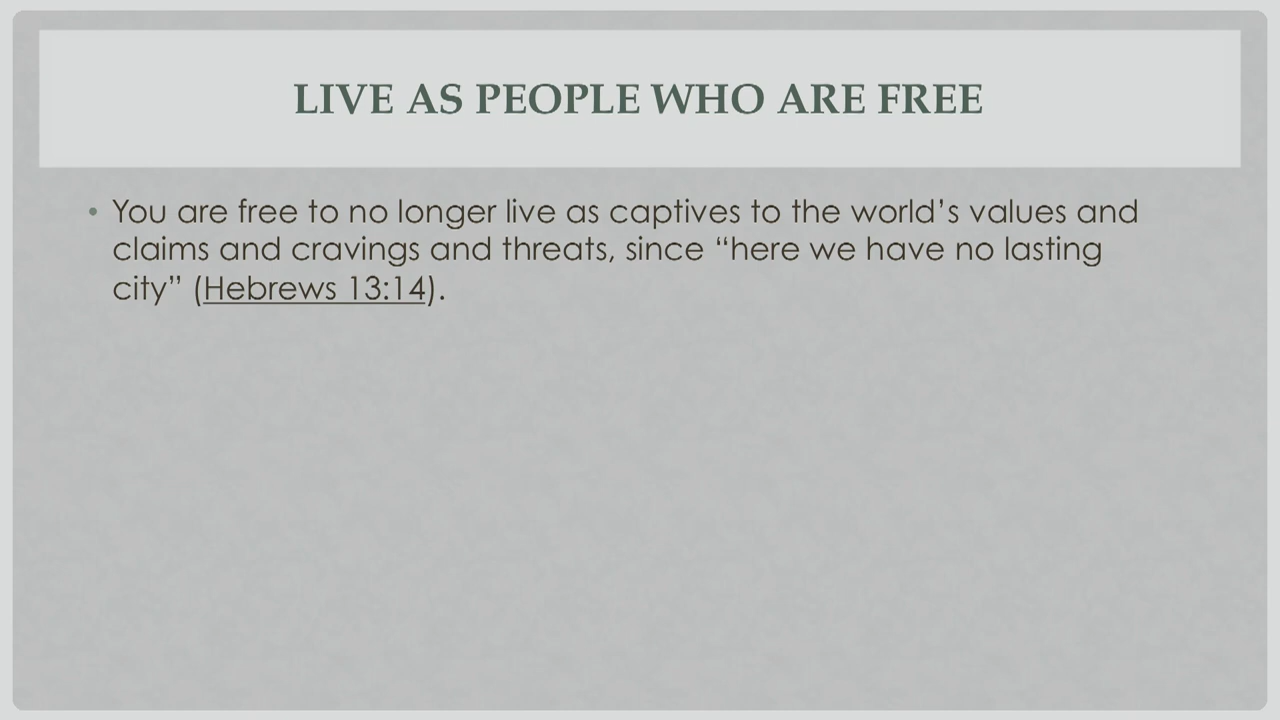 LIVE AS PEOPLE WHO ARE FREE
• You are free to no longer live as captives to the world’s values and
claims and cravings and threats, since “here we have no lasting
city” (Hebrews 13:14).